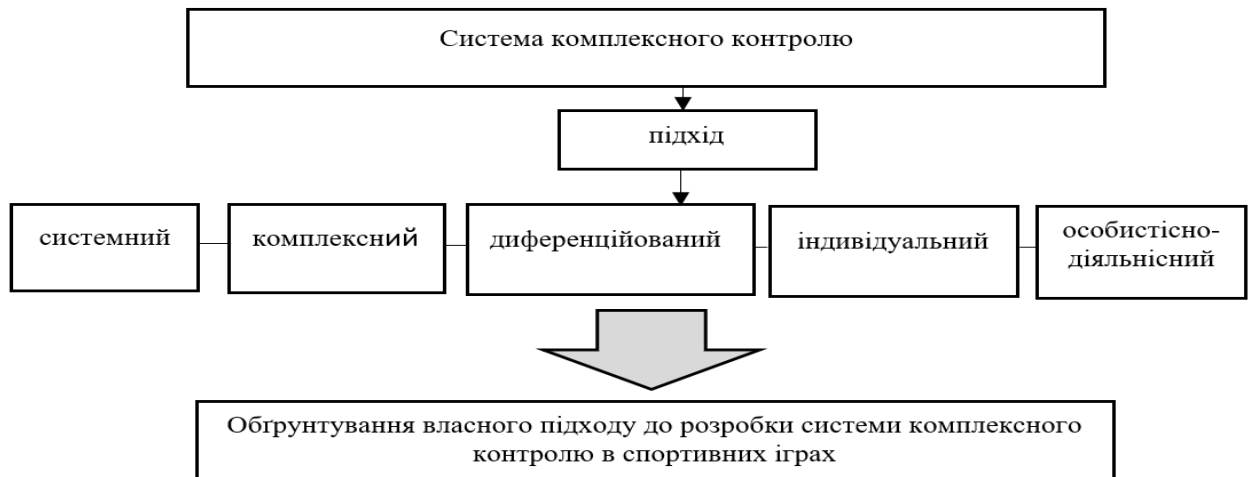 Система комплексного контролю
підхід
системний
комплексний
диференційований
індивідуальний
особистісно-
діяльнісний
Обґрунтування власного підходу до розробки системи комплексного
контролю в спортивних іграх